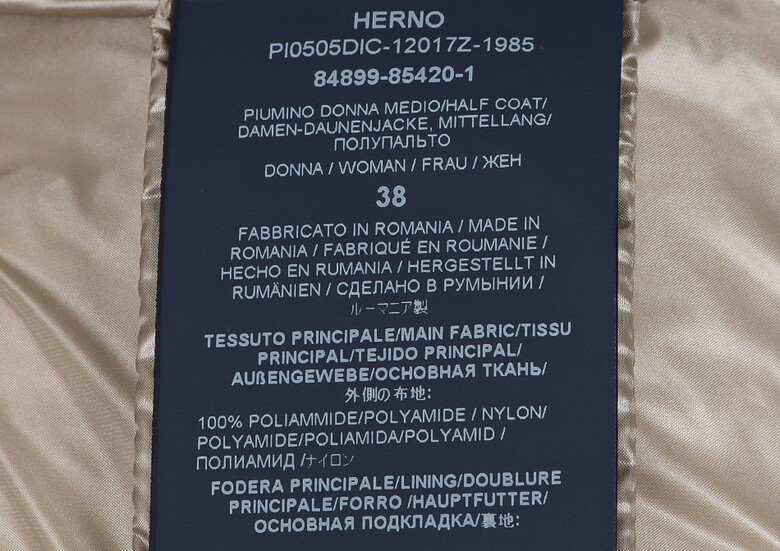 HERNO
PI0505DIC-12017Z-1985
84899-85420-1
PIUMINO DONNA MEDIO/HALF COAT/
DAMEN-DAUNENJACKE, MITTELLANG/
ПОЛУПАЛЬТО
DONNA / WOMAN / FRAU / ЖЕН
38
FABBRICATO IN ROMANIA / MADE IN
ROMANIA / FABRIQUÉ EN ROUMANIE /
HECHO EN RUMANIA / HERGESTELLT IN
RUMÄNIEN / СДЕЛАНО В РУМЫНИИ /
ルーマニア製
TESSUTO PRINCIPALE/MAIN FABRIC/TISSU
PRINCIPAL/TEJIDO PRINCIPAL/
AUßENGEWEBE/ОСНОВНАЯ ТКАНЬ/
外側の布地:
100% POLIAMMIDE/POLYAMIDE / NYLON/
POLYAMIDE/POLIAMIDA/POLYAMID /
ПОЛИАМИД /ナイロン
FODERA PRINCIPALE/LINING/DOUBLURE
PRINCIPALE/FORRO /HAUPTFUTTER/
ОСНОВНАЯ ПОДКЛАДКА/裏地: